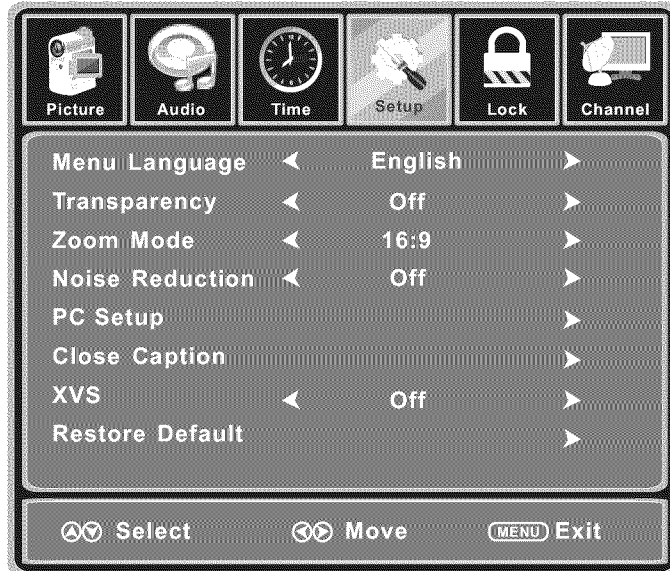 Picture Audio Time Setup Lock Channel
Menu Language English
Transparency Off
Zoom Mode 16:9
Noise Reduction Off
PC Setup
Close Caption
XVS Off
Restore Default
Select Move MENU Exit